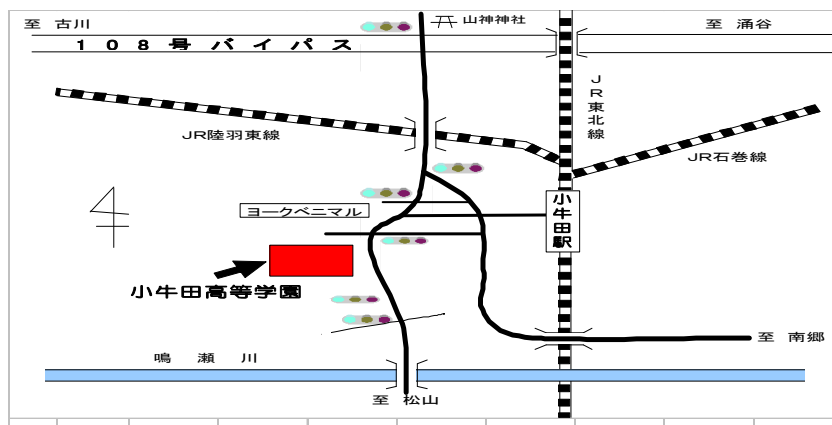 至 古川
山神神社
至 涌谷
108号バイパス
JR東北線
JR陸羽東線
JR石巻線
ヨークベニマル
小牛田駅
小牛田高等学園
至 南郷
鳴瀬川
至 松山